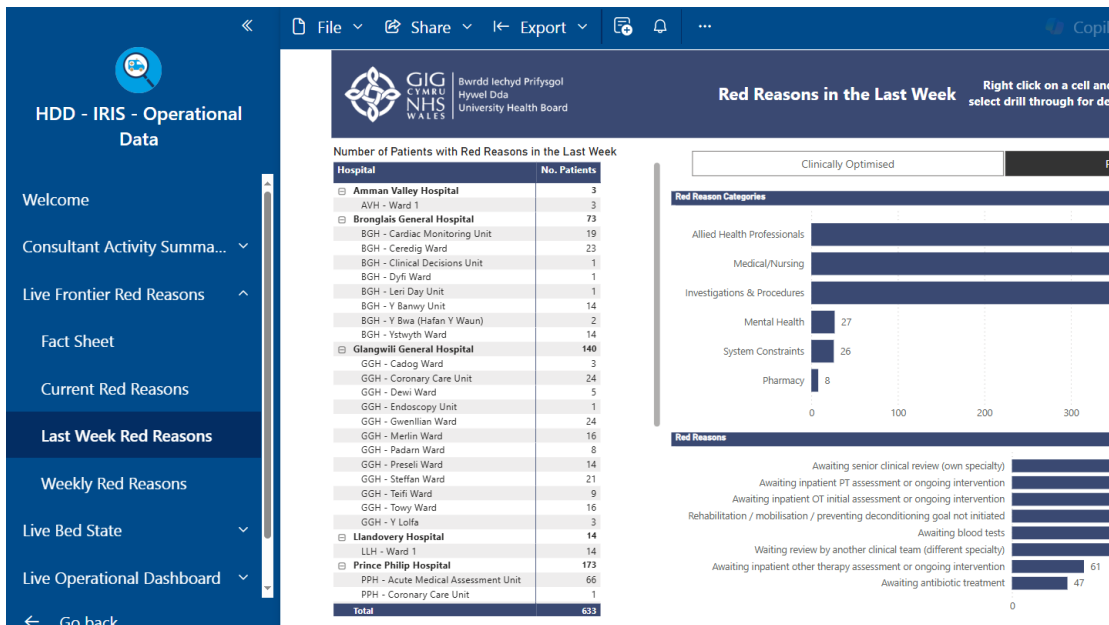 File
Share
Export
Copil
HDD - IRIS - Operational
Data
Welcome
Consultant Activity Summa...
Live Frontier Red Reasons
Fact Sheet
Current Red Reasons
Last Week Red Reasons
Weekly Red Reasons
Live Bed State
Live Operational Dashboard
Go back
GIG
CYMRU
NHS
WALES
Bwrdd Iechyd Prifysgol
Hywel Dda
University Health Board
Red Reasons in the Last Week
Right click on a cell and
select drill through for de
Number of Patients with Red Reasons in the Last Week
Hospital No. Patients
Amman Valley Hospital 3
AVH - Ward 1 3
Bronglais General Hospital 73
BGH - Cardiac Monitoring Unit 19
BGH - Ceredig Ward 23
BGH - Clinical Decisions Unit 1
BGH - Dyfi Ward 1
BGH - Leri Day Unit 1
BGH - Y Banwy Unit 14
BGH - Y Bwa (Hafan Y Waun) 2
BGH - Ystwyth Ward 14
Glangwili General Hospital 140
GGH - Cadog Ward 3
GGH - Coronary Care Unit 24
GGH - Dewi Ward 5
GGH - Endoscopy Unit 1
GGH - Gwenllian Ward 24
GGH - Merlin Ward 16
GGH - Padarn Ward 8
GGH - Preseli Ward 14
GGH - Steffan Ward 21
GGH - Teifi Ward 9
GGH - Towy Ward 16
GGH - Y Lolfa 3
Llandovery Hospital 14
LLH - Ward 1 14
Prince Philip Hospital 173
PPH - Acute Medical Assessment Unit 66
PPH - Coronary Care Unit 1
Total 633
Clinically Optimised
Red Reason Categories
Allied Health Professionals
Medical/Nursing
Investigations & Procedures
Mental Health 27
System Constraints 26
Pharmacy 8
0 100 200 300
Red Reasons
Awaiting senior clinical review (own specialty)
Awaiting inpatient PT assessment or ongoing intervention
Awaiting inpatient OT initial assessment or ongoing intervention
Rehabilitation / mobilisation / preventing deconditioning goal not initiated
Awaiting blood tests
Waiting review by another clinical team (different specialty)
Awaiting inpatient other therapy assessment or ongoing intervention 61
Awaiting antibiotic treatment 47
0